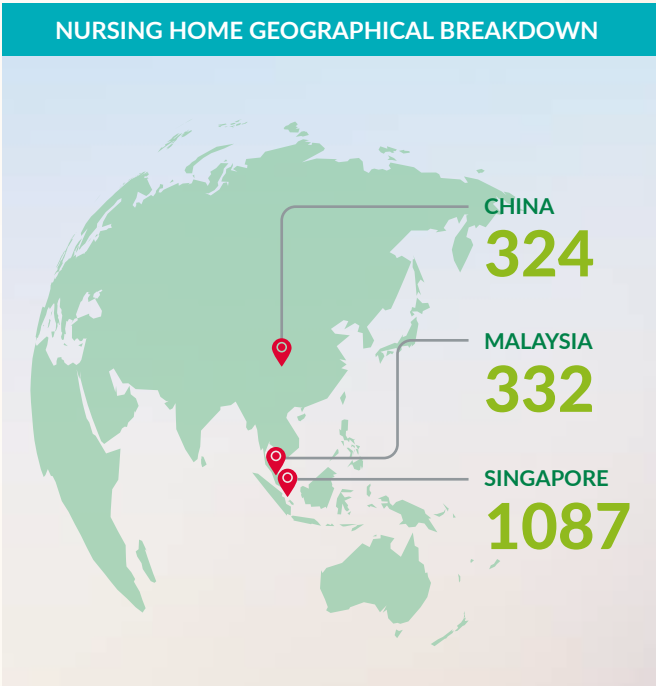 NURSING HOME GEOGRAPHICAL BREAKDOWN
CHINA
324
MALAYSIA
332
SINGAPORE
1087